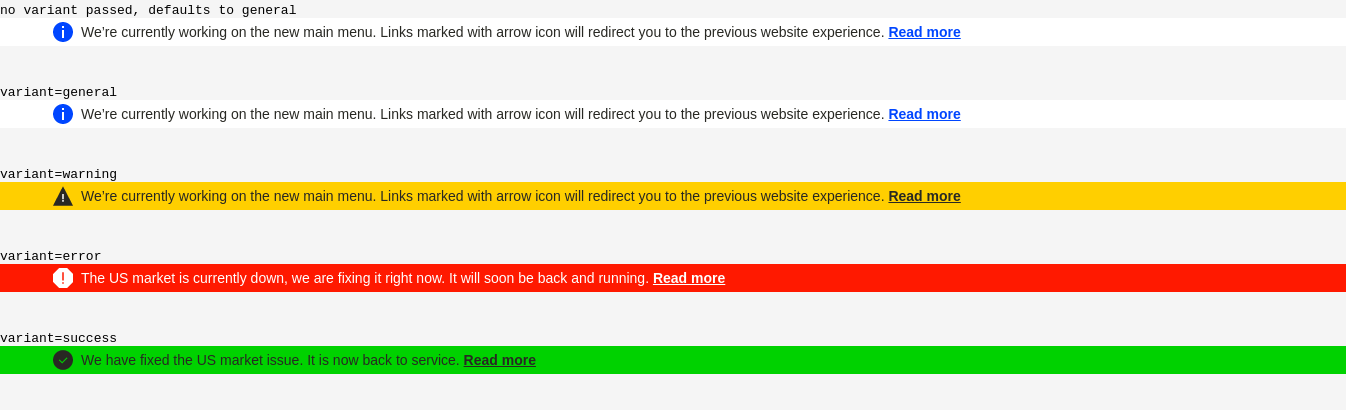 no variant passed, defaults to general
We’re currently working on the new main menu. Links marked with arrow icon will redirect you to the previous website experience. Read more
variant=general
We’re currently working on the new main menu. Links marked with arrow icon will redirect you to the previous website experience. Read more
variant=warning
We’re currently working on the new main menu. Links marked with arrow icon will redirect you to the previous website experience. Read more
variant=error
The US market is currently down, we are fixing it right now. It will soon be back and running. Read more
variant=success
We have fixed the US market issue. It is now back to service. Read more